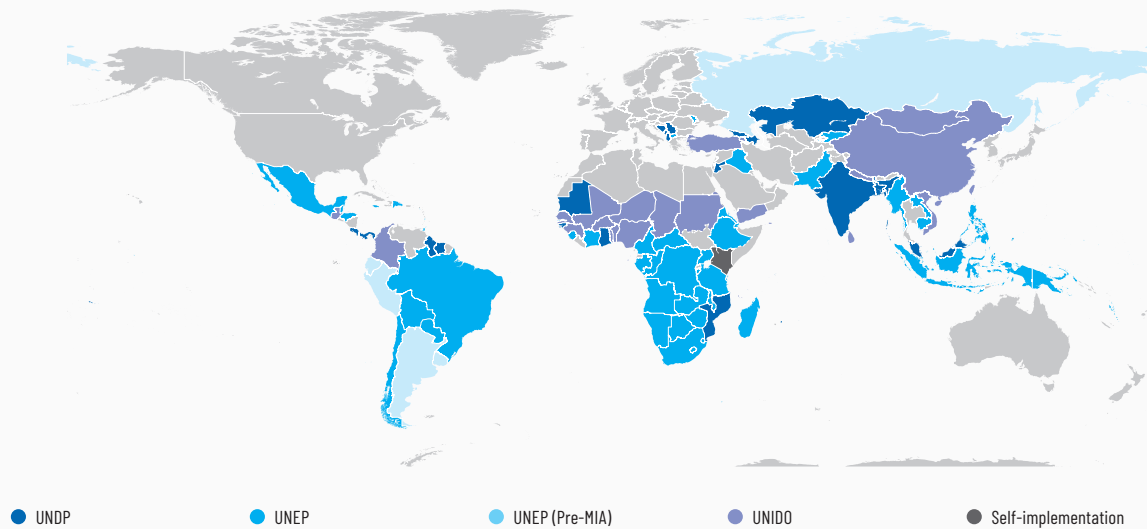 UNDP
UNEP
UNEP (Pre-MIA)
UNIDO
Self-implementation